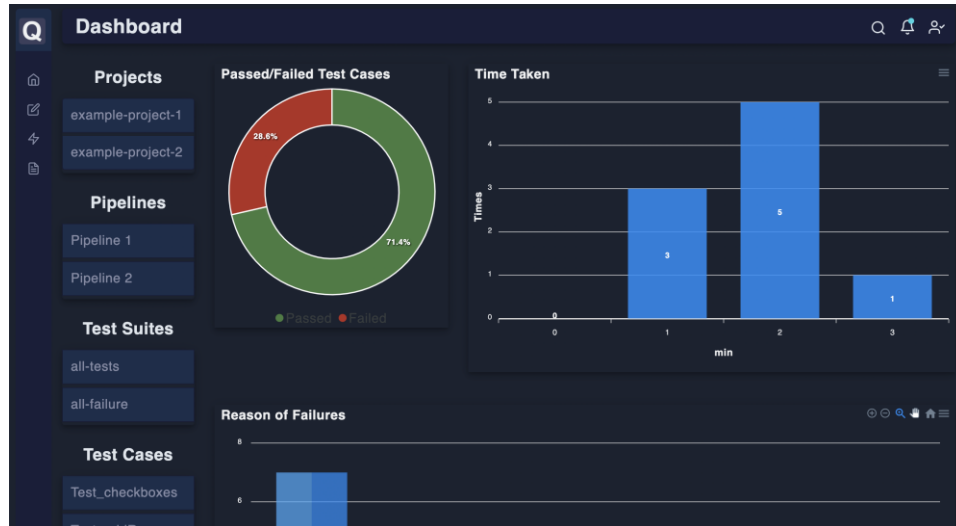 Q
Dashboard
Projects
example-project-1
example-project-2
Pipelines
Pipeline 1
Pipeline 2
Test Suites
all-tests
all-failure
Test Cases
Test_checkboxes
Passed/Failed Test Cases
28.6%
71.4%
Passed Failed
Time Taken
5
4
3
2
1
0
Times
0
3
5
1
0 1 2 3
min
Reason of Failures
8
6